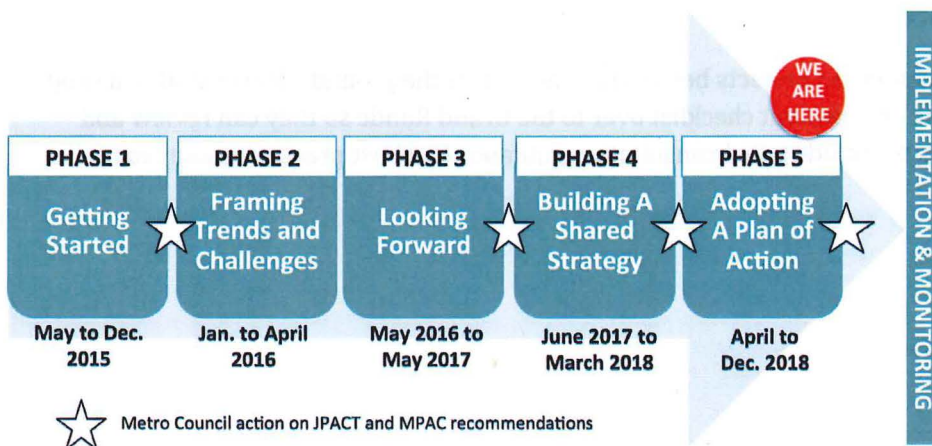 WE
ARE
HERE
PHASE 1
Getting
Started
May to Dec.
2015
PHASE 2
Framing
Trends and
Challenges
Jan. to April
2016
PHASE 3
Looking
Forward
May 2016 to
May 2017
PHASE 4
Building A
Shared
Strategy
June 2017 to
March 2018
PHASE 5
Adopting
A Plan of
Action
April to
Dec. 2018
IMPLEMENTATION & MONITORING
Metro Council action on JPACT and MPAC recommendations